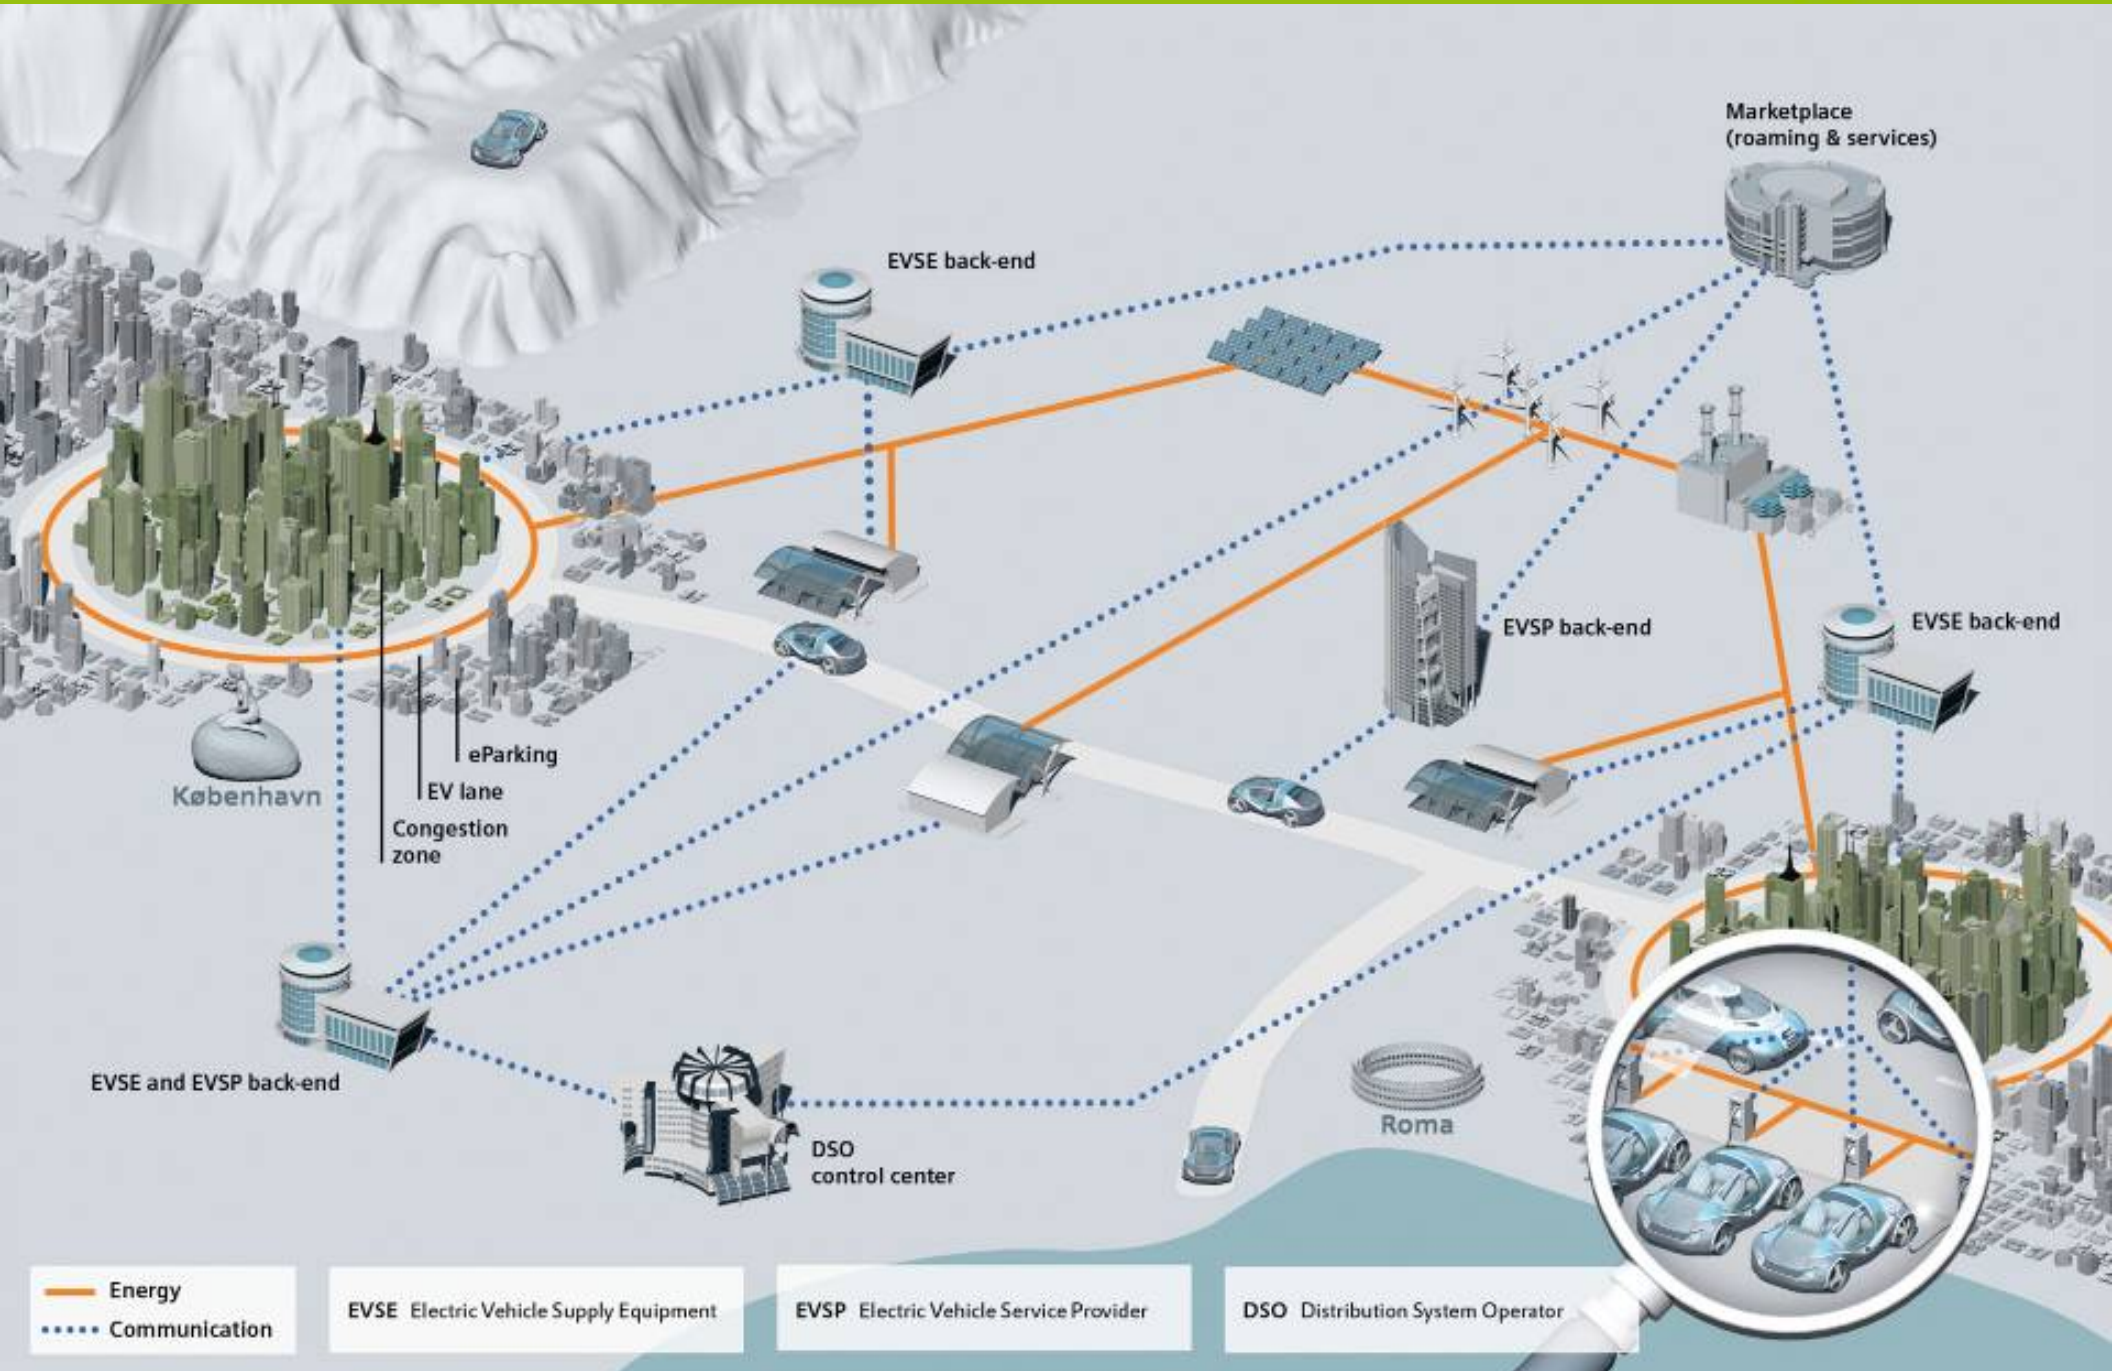 Marketplace
(roaming & services)
EVSE back-end
EVSP back-end
EVSE back-end
eParking
EV lane
Congestion
zone
København
EVSE and EVSP back-end
DSO
control center
Roma
Energy
Communication
EVSE Electric Vehicle Supply Equipment
EVSP Electric Vehicle Service Provider
DSO Distribution System Operator